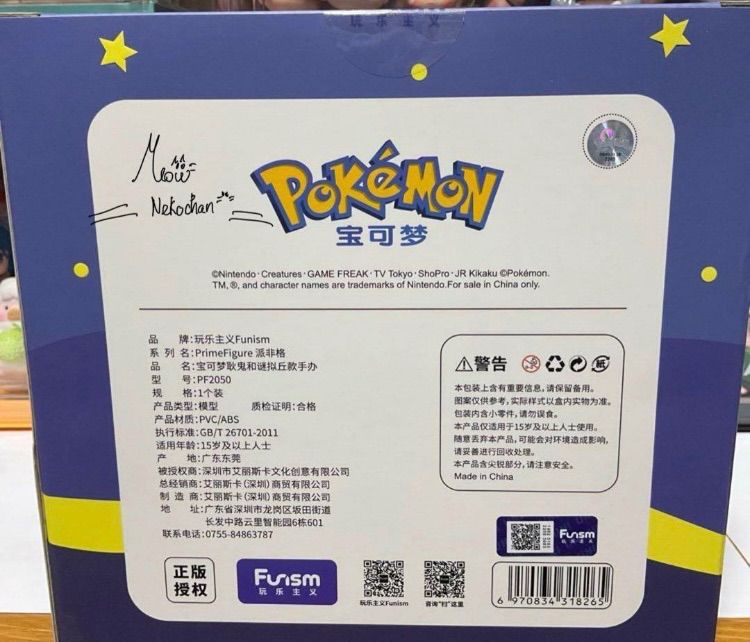 玩乐主义
Meow
Nekochan
POKéMON
宝可梦
©Nintendo·Creatures·GAME FREAK·TV Tokyo·ShoPro·JR Kikaku ©Pokémon.
TM,®, and character names are trademarks of Nintendo.For sale in China only.
品 牌:玩乐主义Funism
系 列 名:PrimeFigure 派非格
品 名:宝可梦耿鬼和谜拟丘款手办
型 号:PF2050
规 格:1个装
产品类型:模型 质检证明:合格
产品材质:PVC/ABS
执行标准:GB/T 26701-2011
适用年龄:15岁及以上人士
产 地:广东东莞
被授权商:深圳市艾丽斯卡文化创意有限公司
总经销商:艾丽斯卡(深圳)商贸有限公司
制 造 商:艾丽斯卡(深圳)商贸有限公司
地 址:广东省深圳市龙岗区坂田街道
长发中路云里智能园6栋601
联系电话:0755-84863787
警告
本包装上含有重要信息,请保留备用。
图案仅供参考,实际样式以盒内实物为准。
包装内含小零件,请勿误食。
本产品仅适用于15岁及以上人士使用。
随意丢弃本产品,可能会对环境造成影响,
请妥善进行回收处理。
本产品含尖锐部分,请注意安全。
Made in China
正版
授权
Funism
玩乐主义
玩乐主义Funism
咨询"扫"这里
Funism
玩乐主义
6 970834 318265